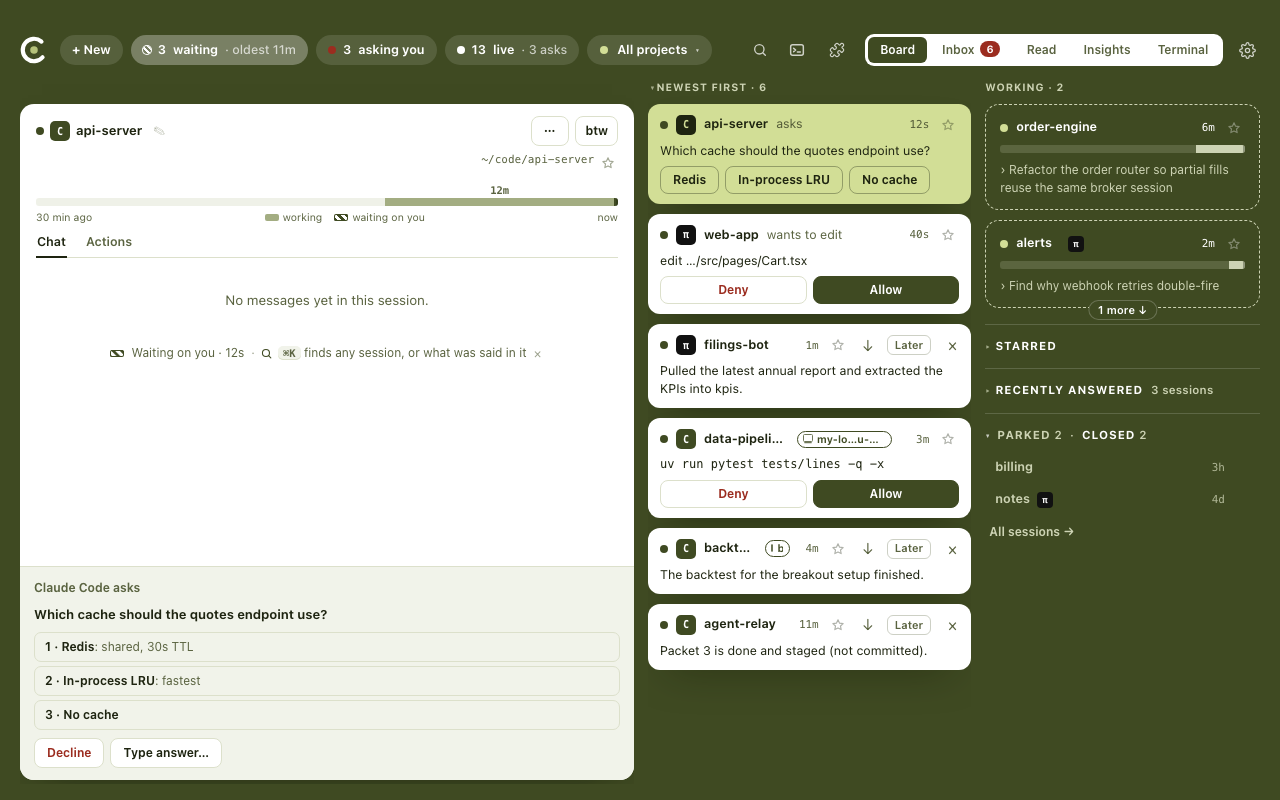 + New
3 waiting · oldest 11m
3 asking you
13 live · 3 asks
All projects
Board
Inbox 6
Read
Insights
Terminal
C api-server
...
btw
~/code/api-server
12m
30 min ago
working
waiting on you
now
Chat
Actions
No messages yet in this session.
Waiting on you · 12s · ⌘K finds any session, or what was said in it ×
Claude Code asks
Which cache should the quotes endpoint use?
1 · Redis: shared, 30s TTL
2 · In-process LRU: fastest
3 · No cache
Decline
Type answer...
NEWEST FIRST · 6
C api-server asks 12s
Which cache should the quotes endpoint use?
Redis
In-process LRU
No cache
π web-app wants to edit 40s
edit .../src/pages/Cart.tsx
Deny
Allow
π filings-bot 1m ↓ Later ×
Pulled the latest annual report and extracted the
KPIs into kpis.
C data-pipeli... my-lo...u-... 3m
uv run pytest tests/lines -q -x
Deny
Allow
C backt... 4m ↓ Later ×
The backtest for the breakout setup finished.
C agent-relay 11m ↓ Later ×
Packet 3 is done and staged (not committed).
WORKING · 2
order-engine 6m
› Refactor the order router so partial fills
reuse the same broker session
alerts π 2m
› Find why webhook retries double-fire
1 more ↓
STARRED
RECENTLY ANSWERED 3 sessions
PARKED 2 · CLOSED 2
billing 3h
notes π 4d
All sessions →